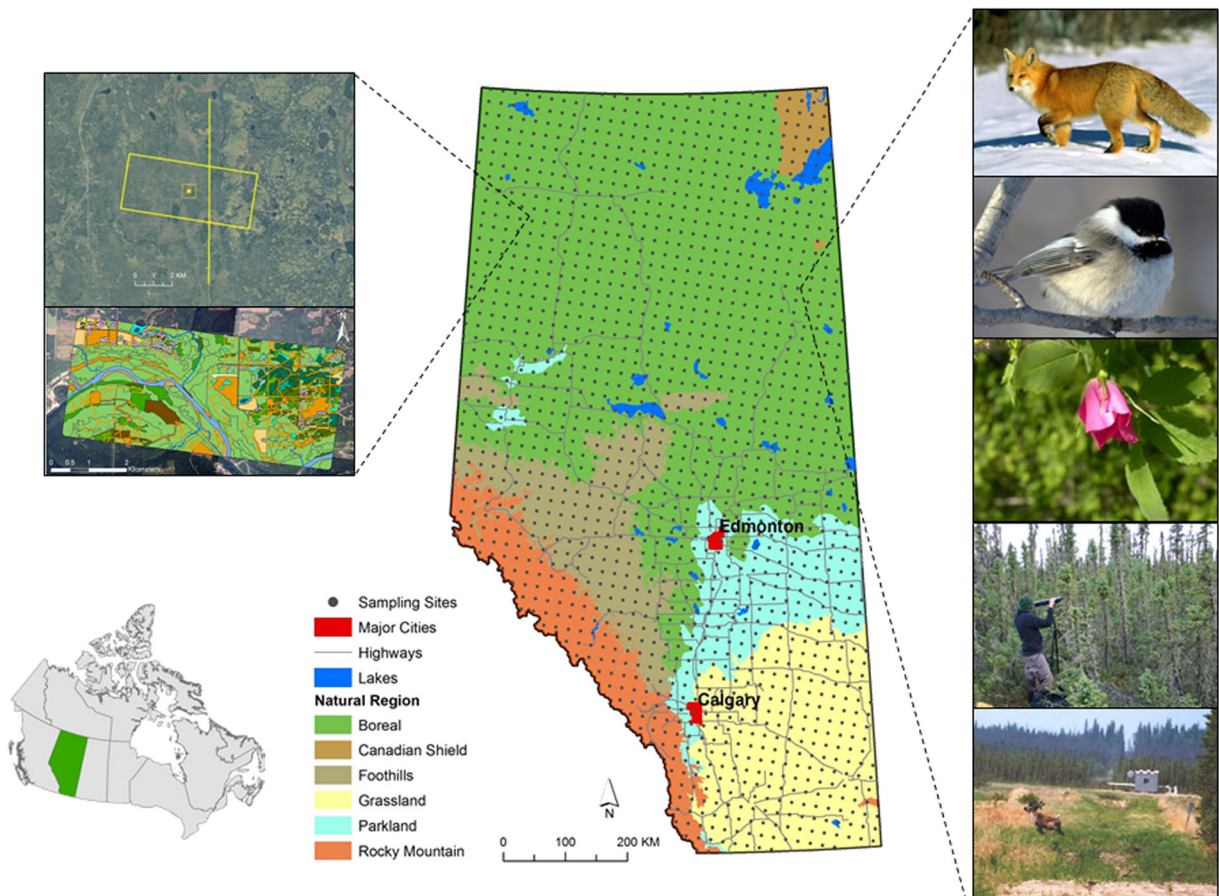 0 1 2 KM
N
0 0.5 1 2
Kilometers
Edmonton
Calgary
Sampling Sites
Major Cities
Highways
Lakes
Natural Region
Boreal
Canadian Shield
Foothills
Grassland
Parkland
Rocky Mountain
N
0 100 200 KM